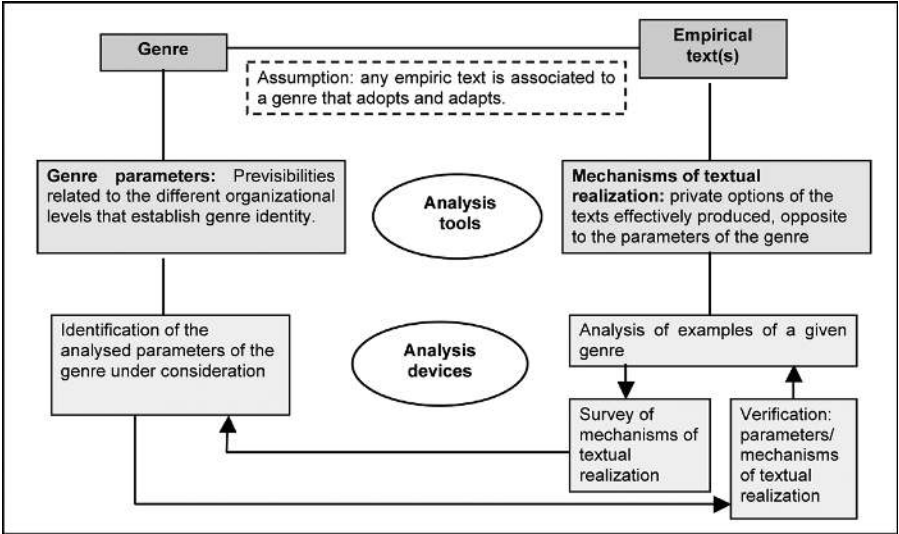 Genre
Empirical
text(s)
Assumption: any empiric text is associated to
a genre that adopts and adapts.
Genre parameters: Previsibilities
related to the different organizational
levels that establish genre identity.
Analysis
tools
Mechanisms of textual
realization: private options of the
texts effectively produced, opposite
to the parameters of the genre
Identification of the
analysed parameters of the
genre under consideration
Analysis
devices
Analysis of examples of a given
genre
Survey of
mechanisms of
textual
realization
Verification:
parameters/
mechanisms
of textual
realization